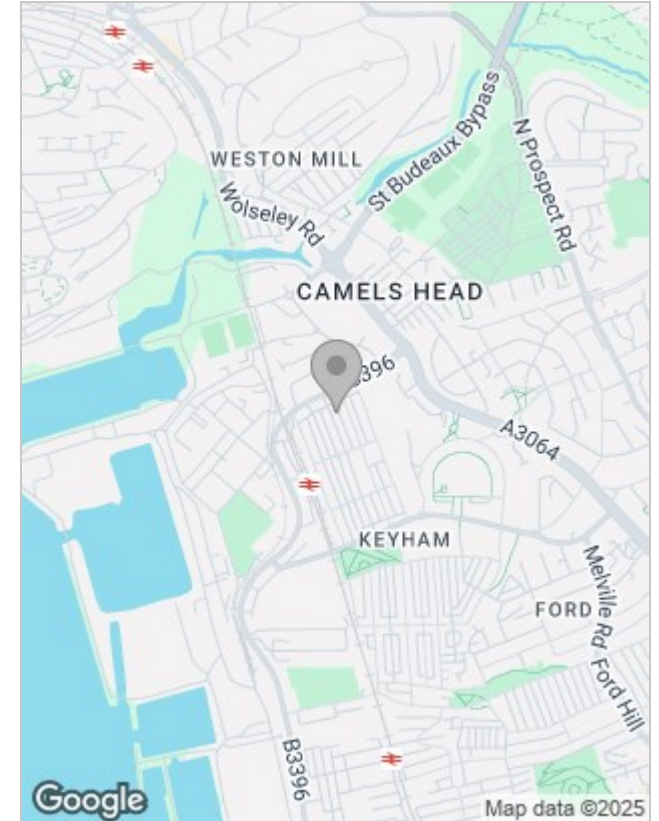 WESTON MILL
St Budeaux Bypass
N Prospect Rd
Wolseley Rd
CAMELS HEAD
396
A3064
KEYHAM
FORD
Melville Rd
Ford Hill
B3396
Google
Map data ©2025